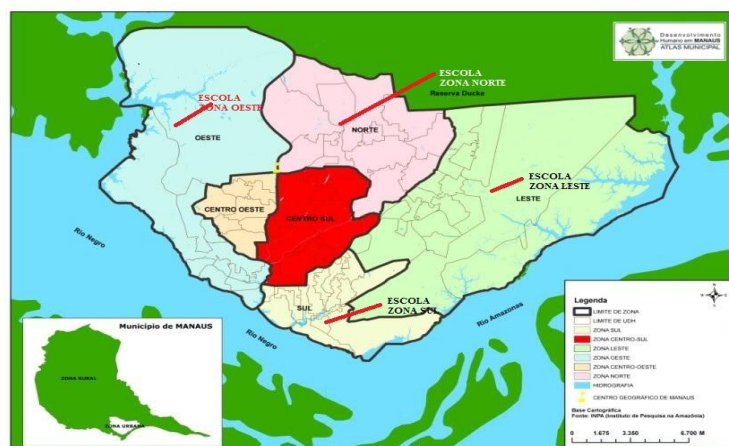 Desenvolvimento
Humano em MANAUS
ATLAS MUNICIPAL
ESCOLA
ZONA NORTE
Reserva Ducke
ESCOLA
ZONA OESTE
OESTE
NORTE
ESCOLA
ZONA LESTE
LESTE
CENTRO OESTE
CENTRO SUL
Rio Negro
ESCOLA
ZONA SUL
SUL
Rio Amazonas
Rio Negro
Município de MANAUS
ZONA RURAL
ZONA URBANA
Legenda
LIMITE DE ZONA
LIMITE DE UDH
ZONA SUL
ZONA CENTRO-SUL
ZONA LESTE
ZONA OESTE
ZONA CENTRO-OESTE
ZONA NORTE
HIDROGRAFIA
CENTRO GEOGRÁFICO DE MANAUS
Base Cartográfica
Fonte: INPA (Instituto de Pesquisa na Amazônia)
0 1.675 3.350 6.700 M